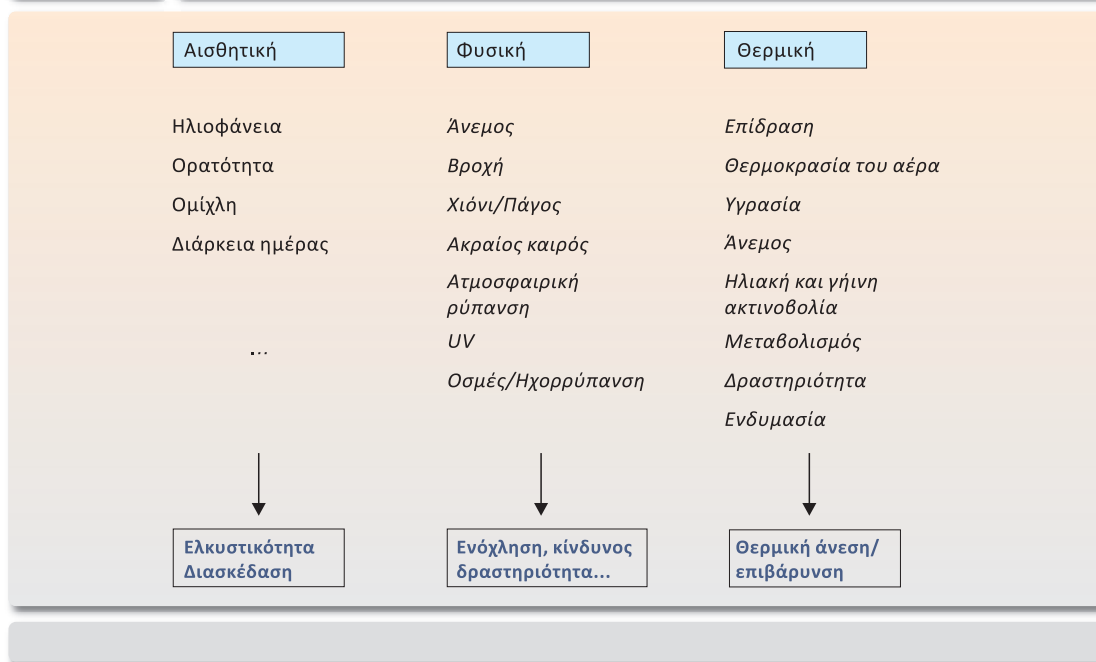 Αισθητική
Ηλιοφάνεια
Ορατότητα
Ομίχλη
Διάρκεια ημέρας
...
Ελκυστικότητα
Διασκέδαση
Φυσική
Άνεμος
Βροχή
Χιόνι/Πάγος
Ακραίος καιρός
Ατμοσφαιρική
ρύπανση
UV
Οσμές/Ηχορρύπανση
Ενόχληση, κίνδυνος
δραστηριότητα...
Θερμική
Επίδραση
Θερμοκρασία του αέρα
Υγρασία
Άνεμος
Ηλιακή και γήινη
ακτινοβολία
Μεταβολισμός
Δραστηριότητα
Ενδυμασία
Θερμική άνεση/
επιβάρυνση